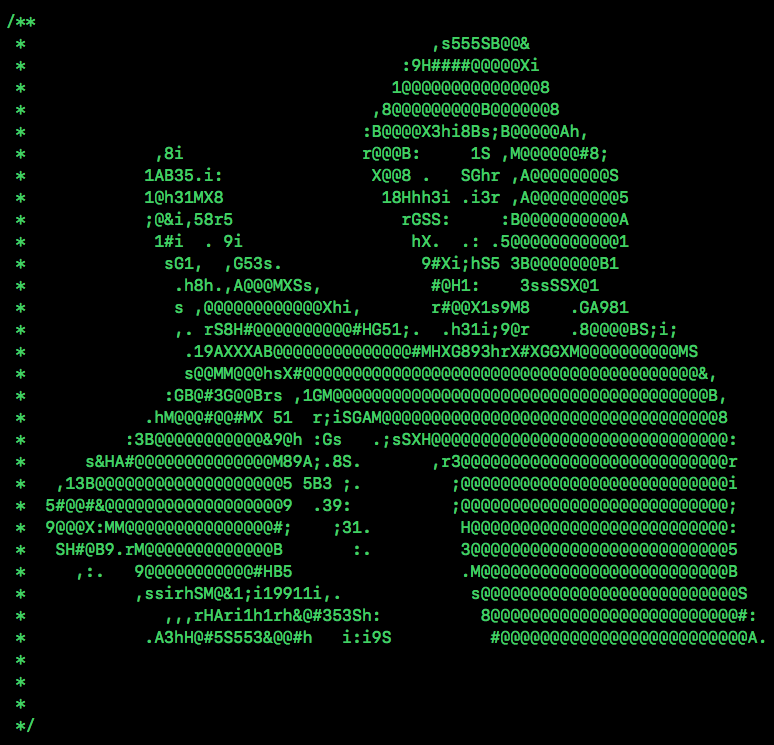 /**
 *                                         ,s555SB@@&
 *                                      :9H####@@@@@Xi
 *                                     1@@@@@@@@@@@@@@8
 *                                   ,8@@@@@@@@@B@@@@@@8
 *                                  :B@@@@X3hi8Bs;B@@@@@Ah,
 *             ,8i                  r@@@B:     1S ,M@@@@@@#8;
 *            1AB35.i:               X@@8 .   SGhr ,A@@@@@@@@S
 *            1@h31MX8                18Hhh3i .i3r ,A@@@@@@@@@5
 *            ;@&i,58r5                 rGSS:     :B@@@@@@@@@@A
 *             1#i  . 9i                 hX.  .: .5@@@@@@@@@@@1
 *              sG1,  ,G53s.              9#Xi;hS5 3B@@@@@@@B1
 *               .h8h.,A@@@MXSs,           #@H1:    3ssSSX@1
 *               s ,@@@@@@@@@@@@Xhi,       r#@@X1s9M8    .GA981
 *               ,. rS8H#@@@@@@@@@@#HG51;.  .h31i;9@r    .8@@@@BS;i;
 *                .19AXXXAB@@@@@@@@@@@@@@#MHXG893hrX#XGGXM@@@@@@@@@@MS
 *                s@@MM@@@hsX#@@@@@@@@@@@@@@@@@@@@@@@@@@@@@@@@@@@@@@@@&,
 *              :GB@#3G@@Brs ,1GM@@@@@@@@@@@@@@@@@@@@@@@@@@@@@@@@@@@@@B,
 *            .hM@@@#@@#MX 51  r;iSGAM@@@@@@@@@@@@@@@@@@@@@@@@@@@@@@@@@@8
 *          :3B@@@@@@@@@@@&9@h :Gs   .;sSXH@@@@@@@@@@@@@@@@@@@@@@@@@@@@@@:
 *      s&HA#@@@@@@@@@@@@@@M89A;.8S.       ,r3@@@@@@@@@@@@@@@@@@@@@@@@@@@r
 *   ,13B@@@@@@@@@@@@@@@@@@@5 5B3 ;.         ;@@@@@@@@@@@@@@@@@@@@@@@@@@@i
 *  5#@@#&@@@@@@@@@@@@@@@@@@9  .39:          ;@@@@@@@@@@@@@@@@@@@@@@@@@@@;
 *  9@@@X:MM@@@@@@@@@@@@@@@#;    ;31.         H@@@@@@@@@@@@@@@@@@@@@@@@@@:
 *   SH#@B9.rM@@@@@@@@@@@@@B       :.         3@@@@@@@@@@@@@@@@@@@@@@@@@@5
 *     ,:.   9@@@@@@@@@@@#HB5                 .M@@@@@@@@@@@@@@@@@@@@@@@@@B
 *           ,ssirhSM@&1;i19911i,.             s@@@@@@@@@@@@@@@@@@@@@@@@@@S
 *              ,,,rHAri1h1rh&@#353Sh:          8@@@@@@@@@@@@@@@@@@@@@@@@@#:
 *            .A3hH@#5S553&@@#h   i:i9S          #@@@@@@@@@@@@@@@@@@@@@@@@@A.
 *
 *
 *
 */